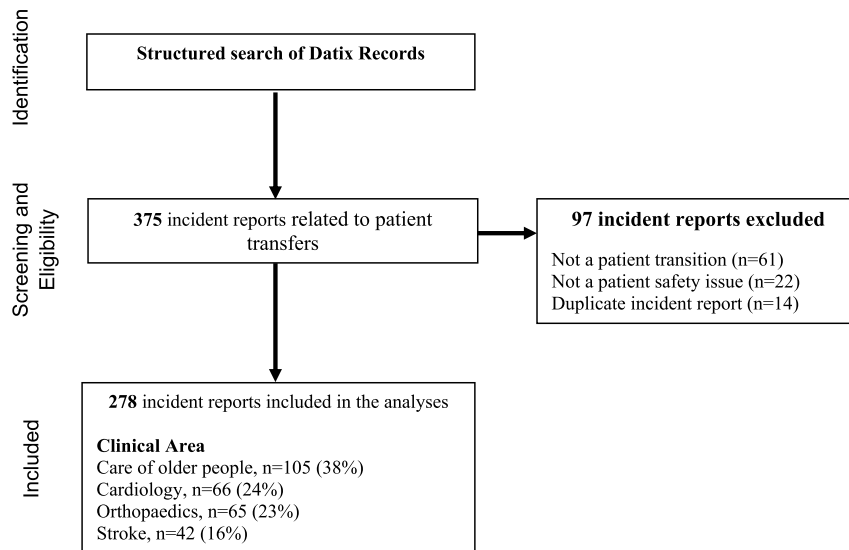 Identification
Structured search of Datix Records
Screening and
Eligibility
375 incident reports related to patient
transfers
97 incident reports excluded
Not a patient transition (n=61)
Not a patient safety issue (n=22)
Duplicate incident report (n=14)
Included
278 incident reports included in the analyses
Clinical Area
Care of older people, n=105 (38%)
Cardiology, n=66 (24%)
Orthopaedics, n=65 (23%)
Stroke, n=42 (16%)